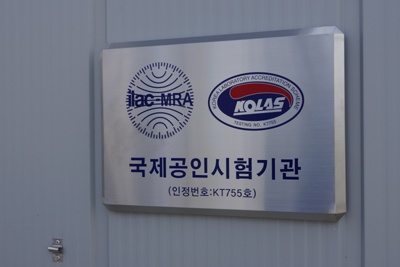 ilac-MRA
KOREA LABORATORY ACCREDITATION SCHEME
KOLAS
TESTING NO. KT755
국제공인시험기관
(인정번호:KT755호)